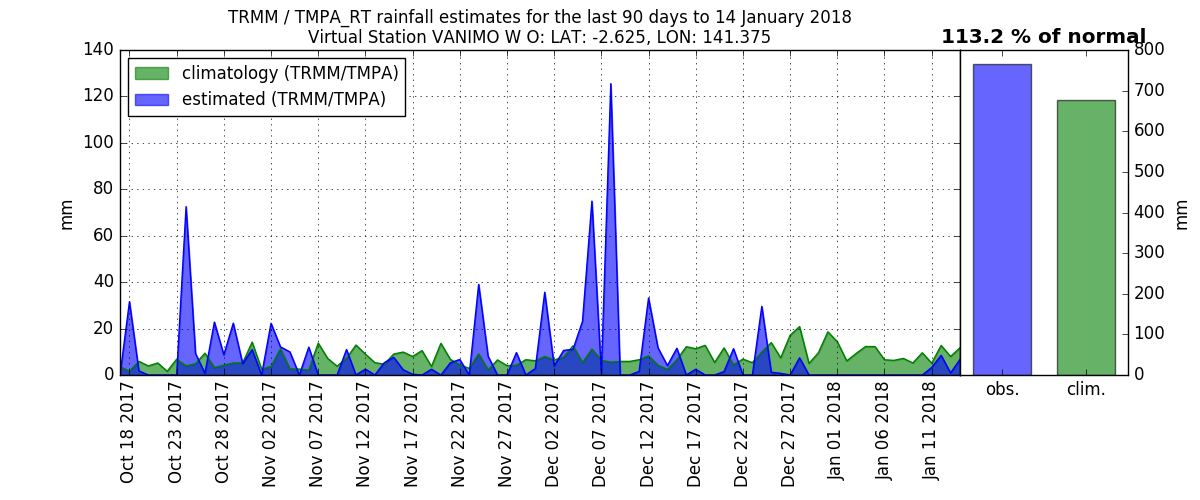 TRMM / TMPA_RT rainfall estimates for the last 90 days to 14 January 2018
Virtual Station VANIMO W O: LAT: -2.625, LON: 141.375
113.2 % of normal
climatology (TRMM/TMPA)
estimated (TRMM/TMPA)
mm
140
120
100
80
60
40
20
0
Oct 18 2017
Oct 23 2017
Oct 28 2017
Nov 02 2017
Nov 07 2017
Nov 12 2017
Nov 17 2017
Nov 22 2017
Nov 27 2017
Dec 02 2017
Dec 07 2017
Dec 12 2017
Dec 17 2017
Dec 22 2017
Dec 27 2017
Jan 01 2018
Jan 06 2018
Jan 11 2018
obs.
clim.
800
700
600
500
400
300
200
100
0
mm